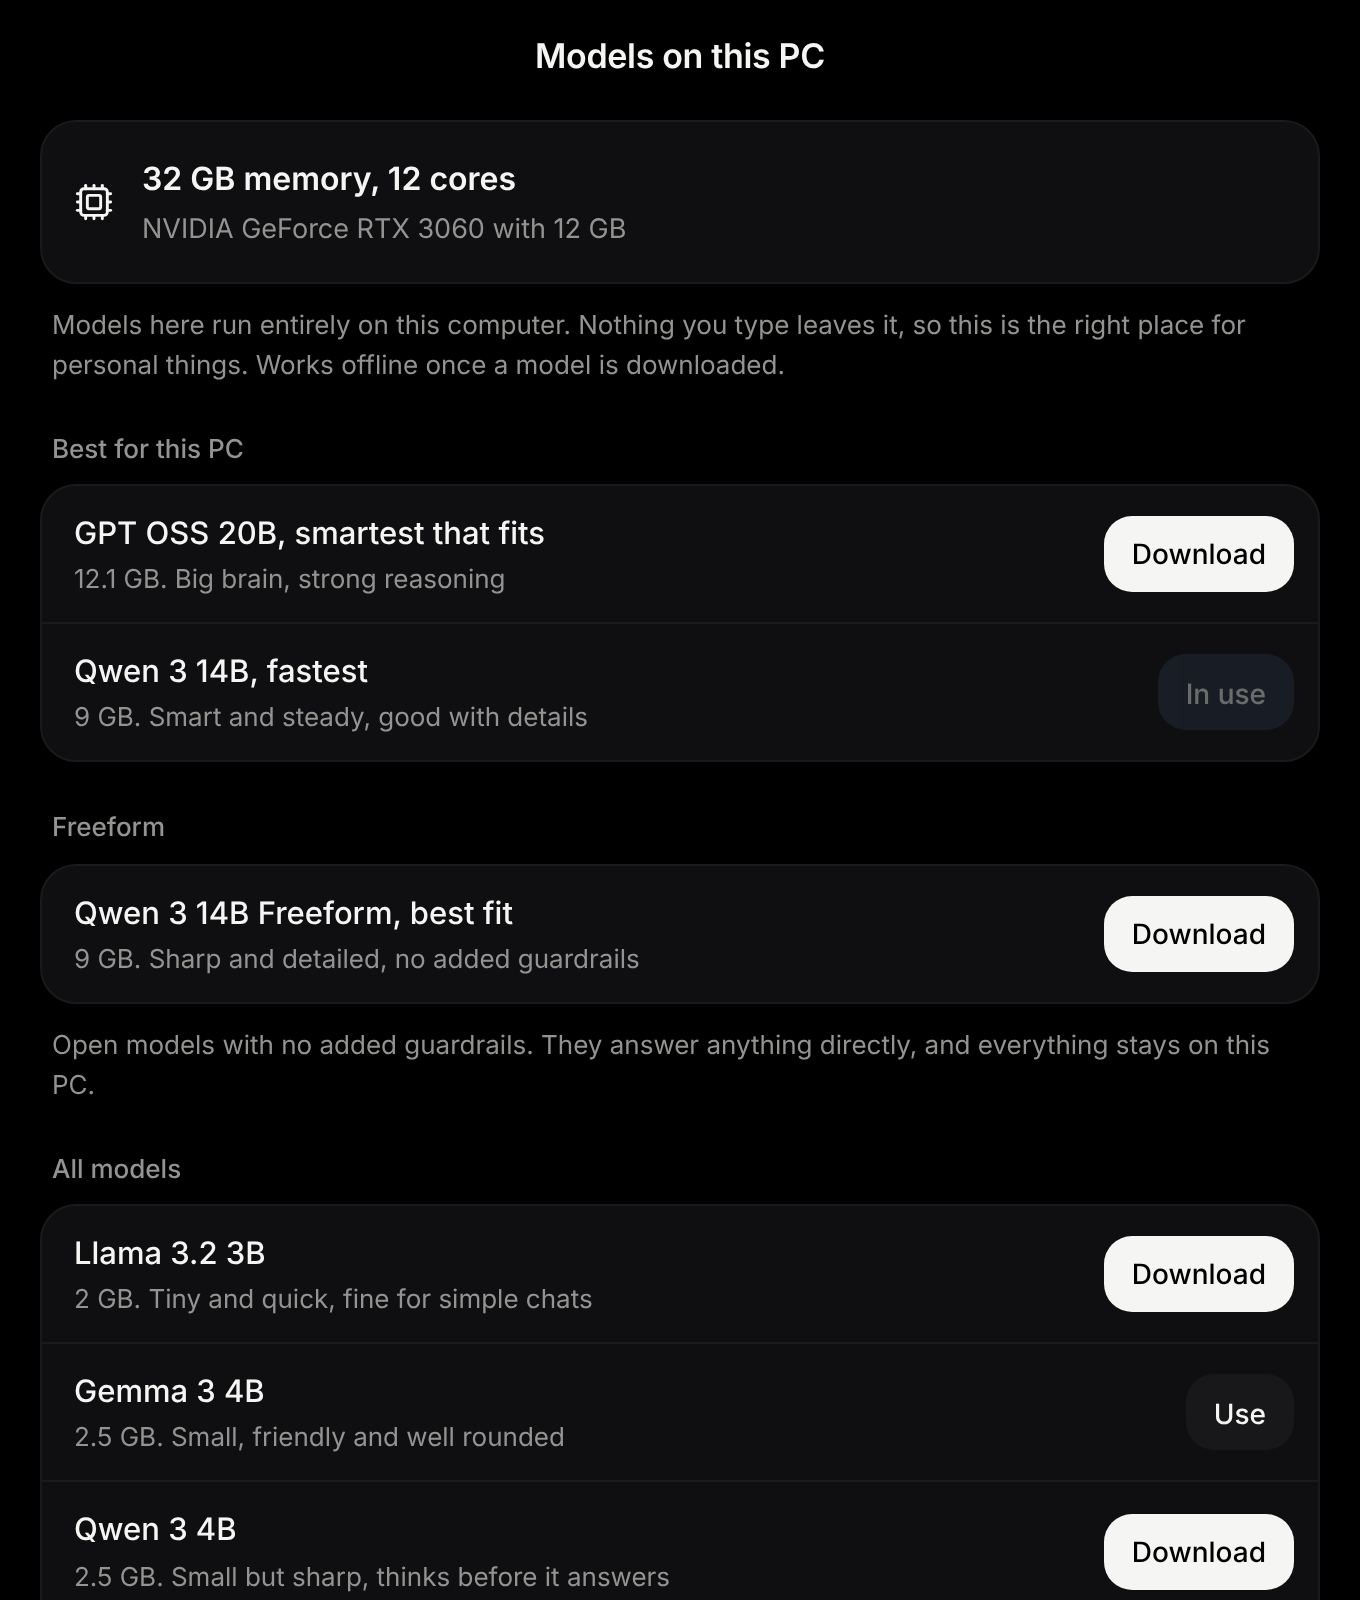 Models on this PC
32 GB memory, 12 cores
NVIDIA GeForce RTX 3060 with 12 GB
Models here run entirely on this computer. Nothing you type leaves it, so this is the right place for
personal things. Works offline once a model is downloaded.
Best for this PC
GPT OSS 20B, smartest that fits
12.1 GB. Big brain, strong reasoning
Download
Qwen 3 14B, fastest
9 GB. Smart and steady, good with details
In use
Freeform
Qwen 3 14B Freeform, best fit
9 GB. Sharp and detailed, no added guardrails
Download
Open models with no added guardrails. They answer anything directly, and everything stays on this
PC.
All models
Llama 3.2 3B
2 GB. Tiny and quick, fine for simple chats
Download
Gemma 3 4B
2.5 GB. Small, friendly and well rounded
Use
Qwen 3 4B
2.5 GB. Small but sharp, thinks before it answers
Download